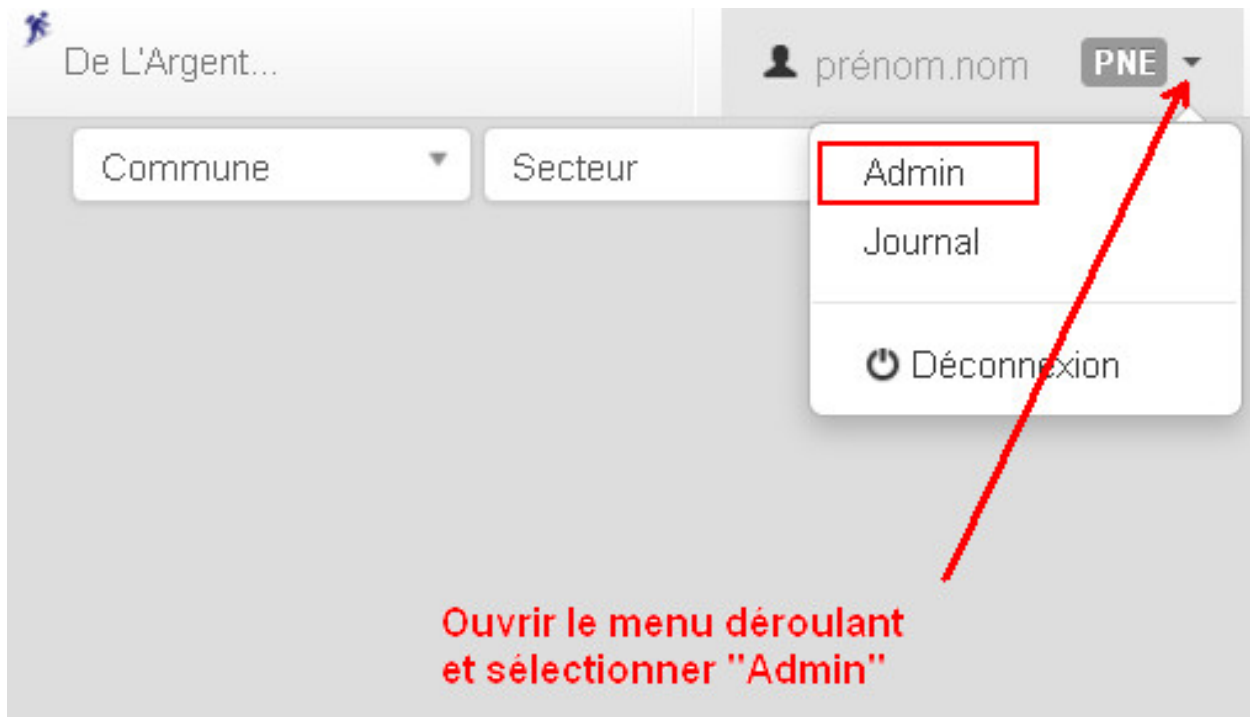 De L'Argent...
prénom.nom PNE
Commune
Secteur
Admin
Journal
Déconnexion
Ouvrir le menu déroulant
et sélectionner "Admin"